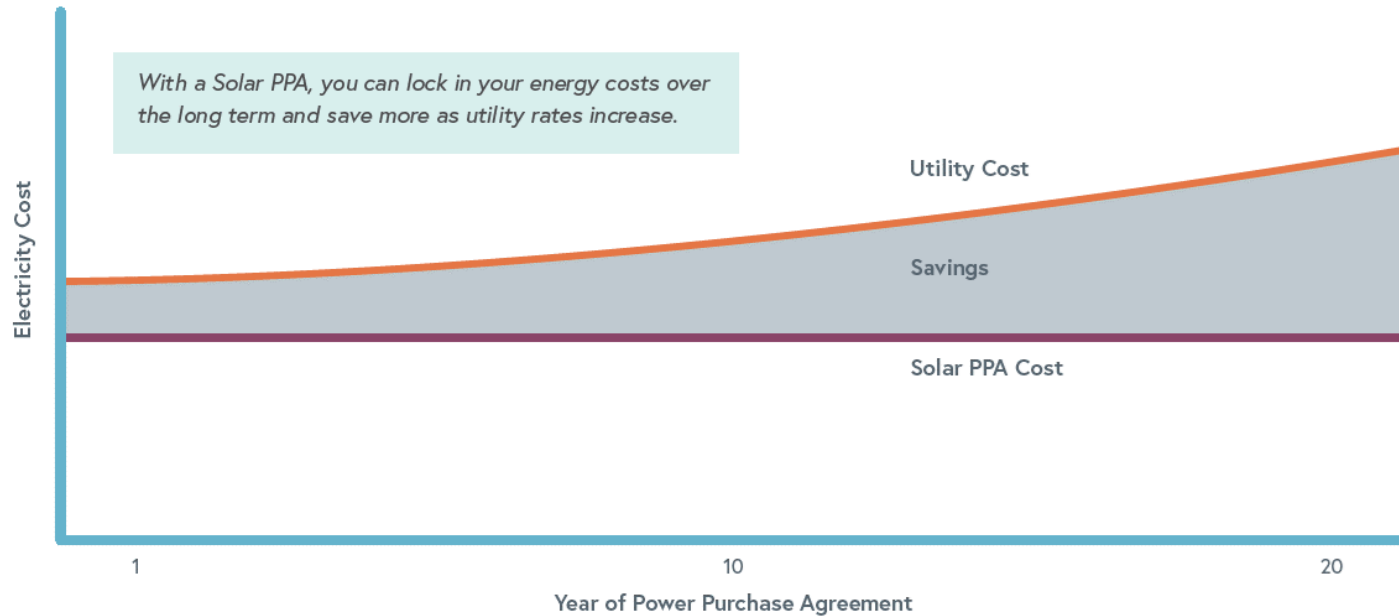 With a Solar PPA, you can lock in your energy costs over
the long term and save more as utility rates increase.
Utility Cost
Electricity Cost
Savings
Solar PPA Cost
1
10
20
Year of Power Purchase Agreement